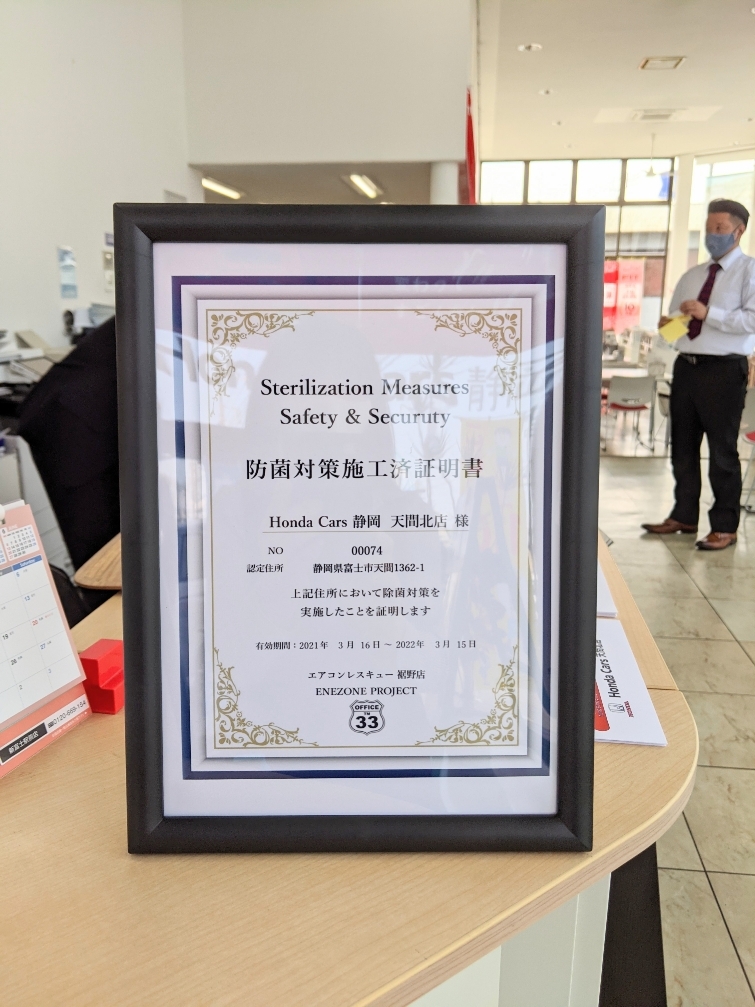 Sterilization Measures
Safety & Securuty
防菌対策施工済証明書
Honda Cars 静岡 天間北店 様
NO 00074
認定住所 静岡県富士市天間1362-1
上記住所において除菌対策を
実施したことを証明します
有効期間:2021年 3月16日~2022年 3月15日
エアコンレスキュー 裾野店
ENEZONE PROJECT
OFFICE
33
Honda Cars
0120-669-184